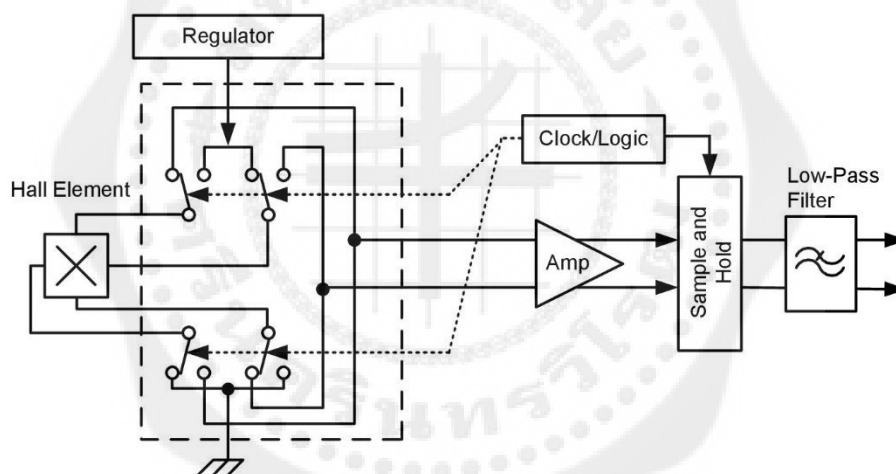 Regulator
Clock/Logic
Hall Element
Low-Pass
Filter
Amp
Sample and
Hold